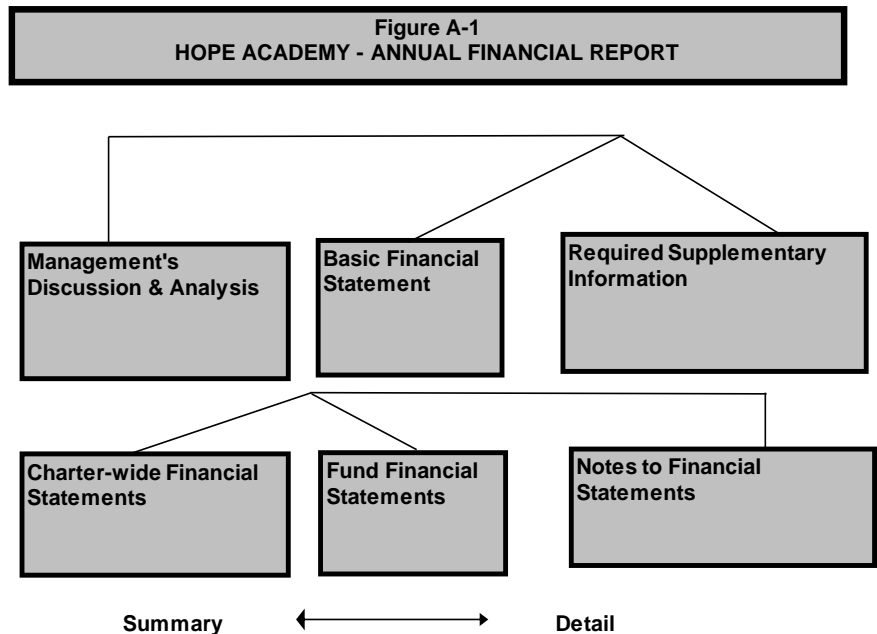 Figure A-1
HOPE ACADEMY - ANNUAL FINANCIAL REPORT
Management's
Discussion & Analysis
Basic Financial
Statement
Required Supplementary
Information
Charter-wide Financial
Statements
Fund Financial
Statements
Notes to Financial
Statements
Summary
Detail